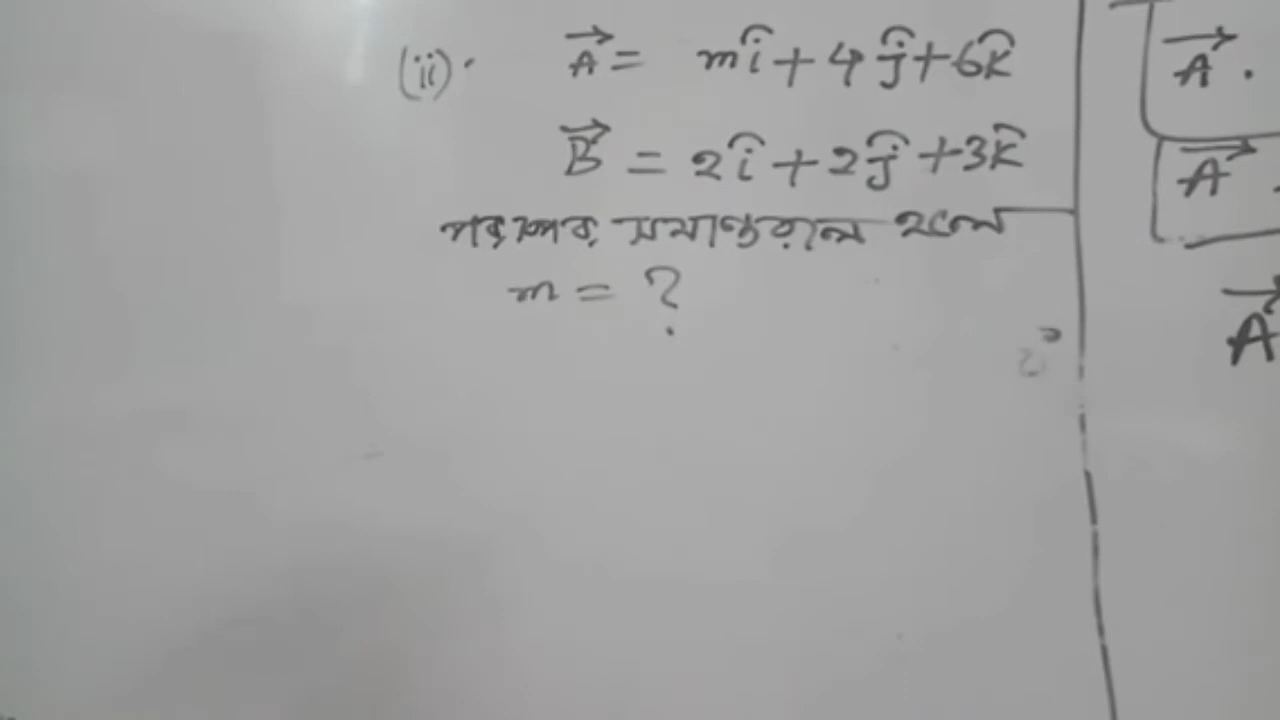 (ii). A⃗ = mî + 4ĵ + 6k̂
B⃗ = 2î + 2ĵ + 3k̂
পরস্পর সমান্তরাল হলে
m = ?
A⃗ .
A⃗
A⃗